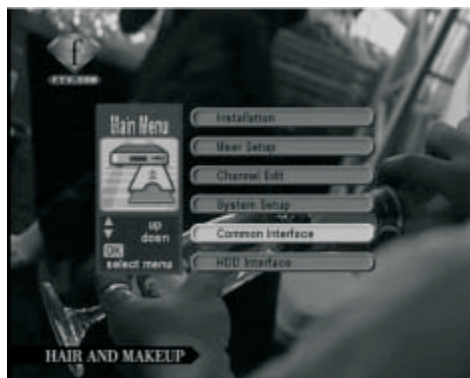 f
FTV.COM
Main Menu
Installation
User Setup
Channel Edit
System Setup
Common Interface
HDD Interface
up
down
OK
select menu
HAIR AND MAKEUP